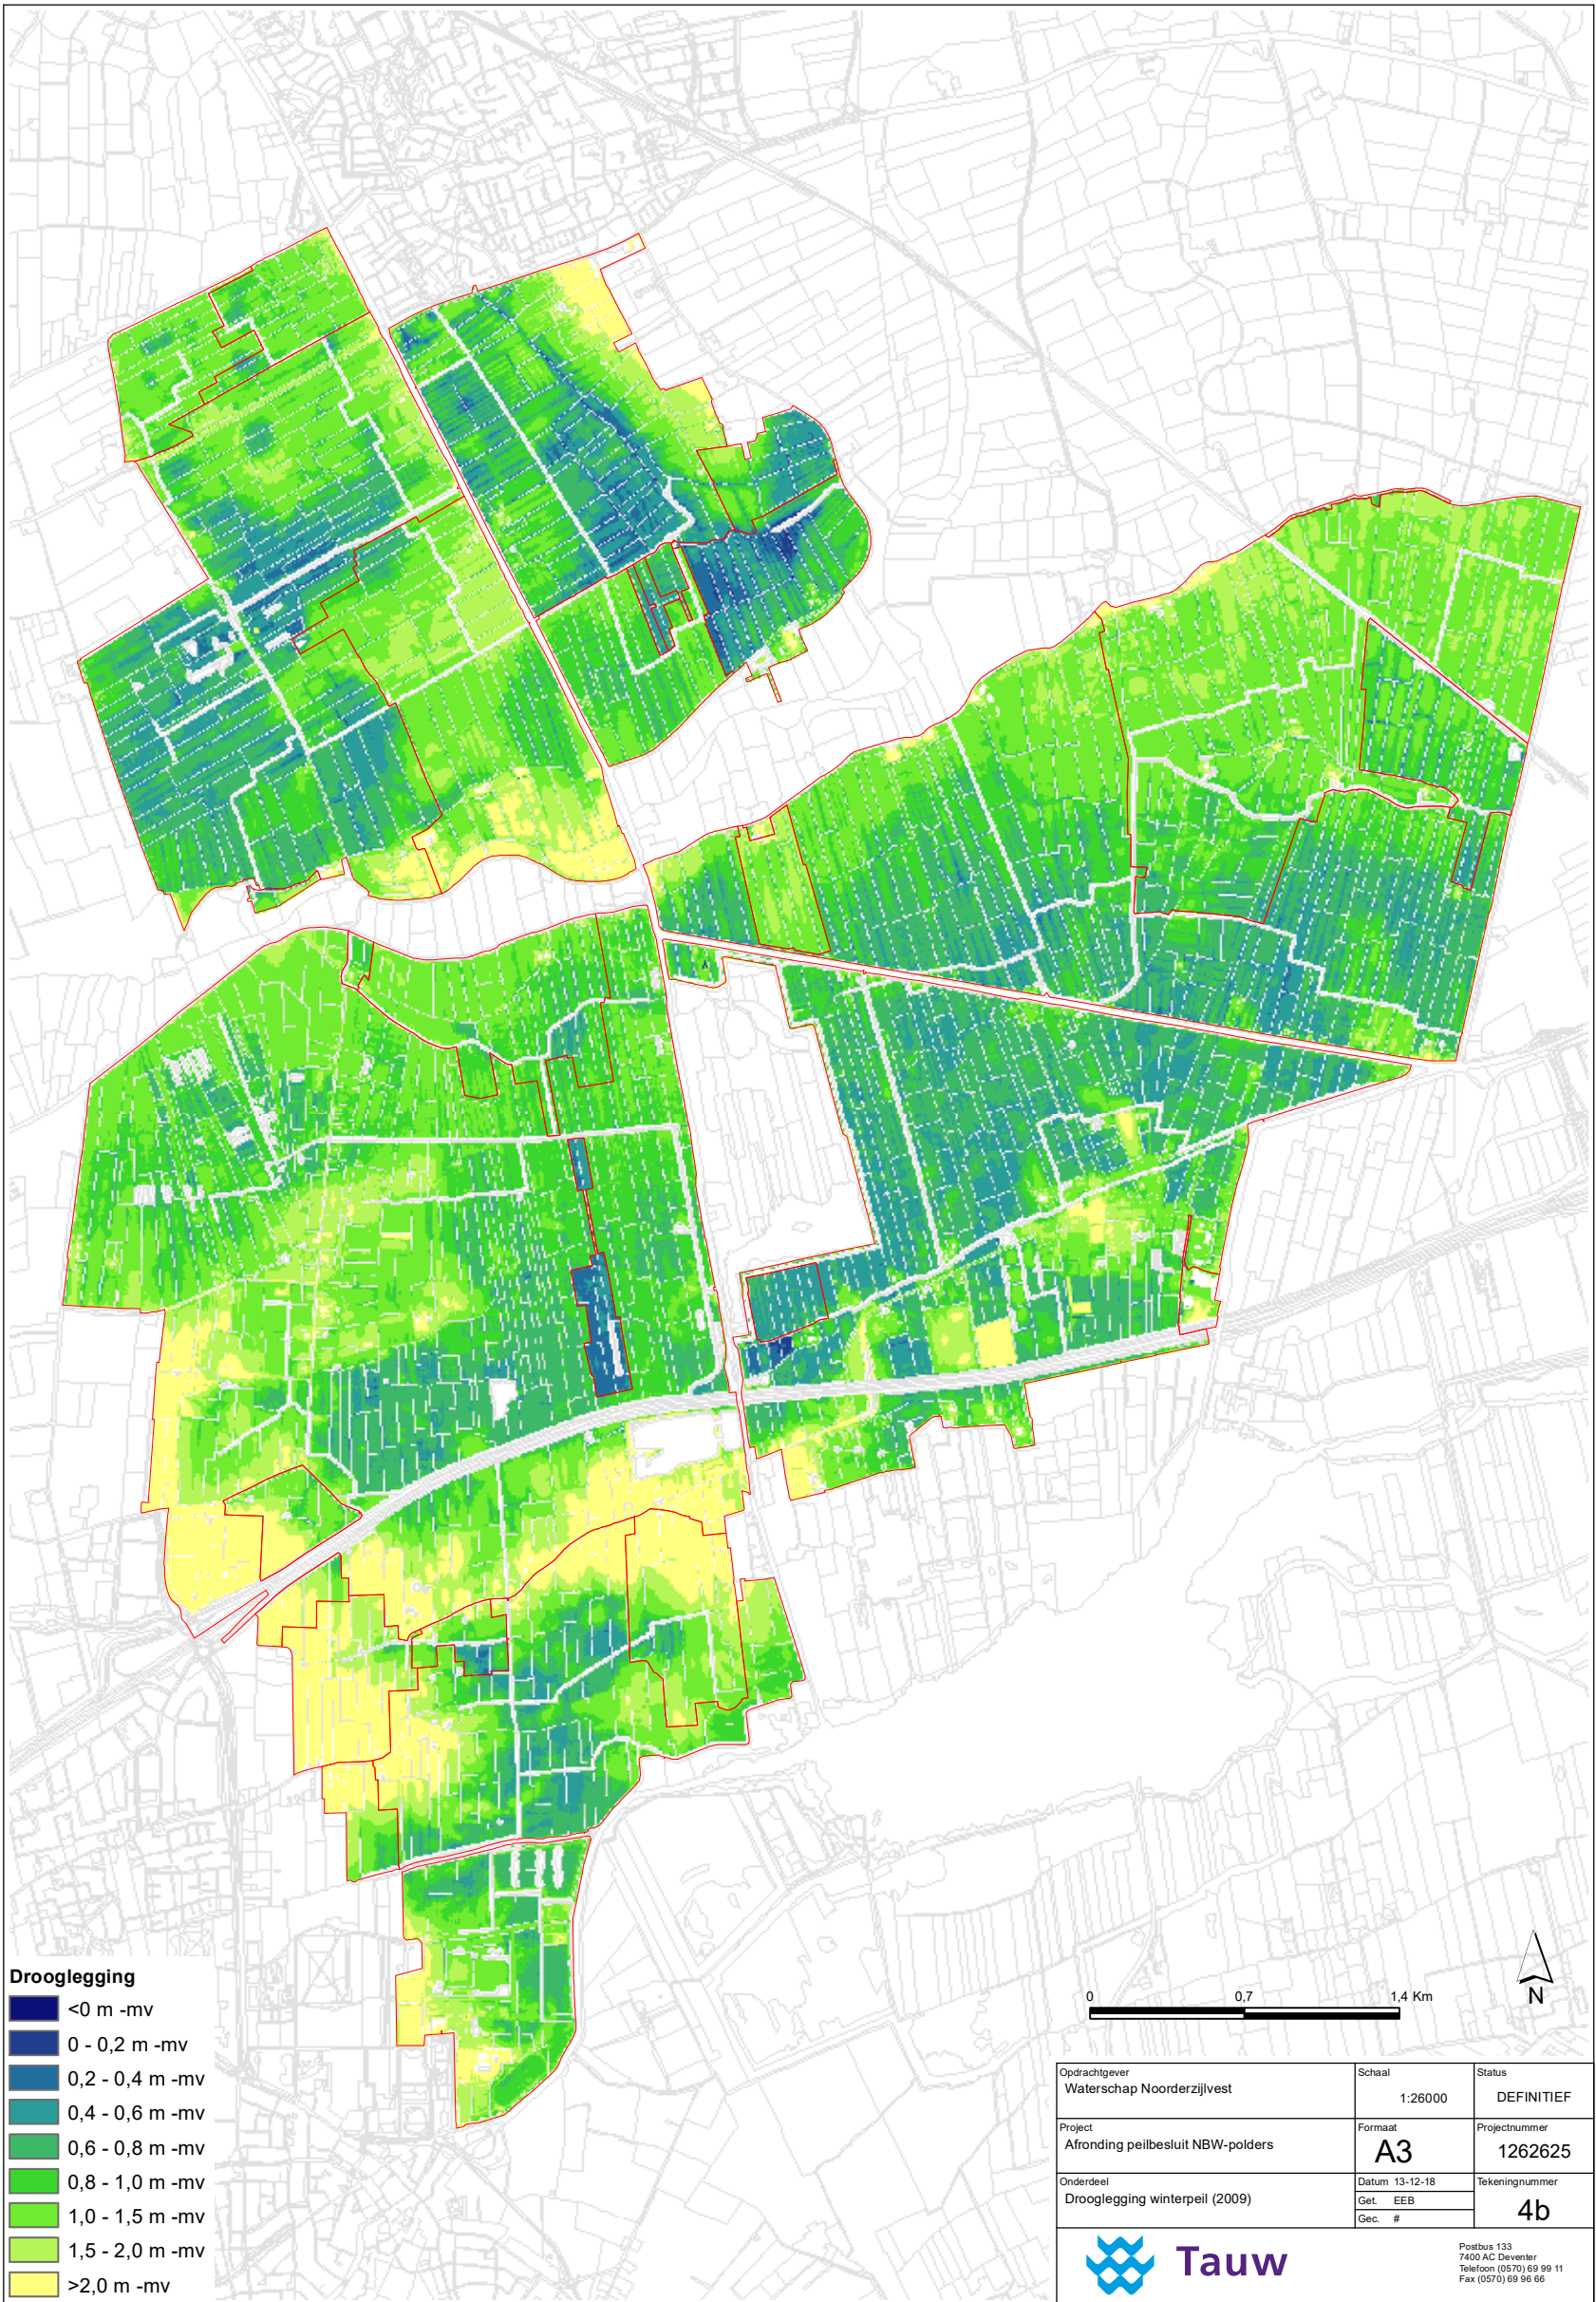 Drooglegging
<0 m -mv
0 - 0,2 m -mv
0,2 - 0,4 m -mv
0,4 - 0,6 m -mv
0,6 - 0,8 m -mv
0,8 - 1,0 m -mv
1,0 - 1,5 m -mv
1,5 - 2,0 m -mv
>2,0 m -mv
0 0,7 1,4 Km
N
Opdrachtgever
Waterschap Noorderzijlvest
Schaal
1:26000
Status
DEFINITIEF
Project
Afronding peilbesluit NBW-polders
Formaat
A3
Projectnummer
1262625
Onderdeel
Drooglegging winterpeil (2009)
Datum 13-12-18
Get. EEB
Gec. #
Tekeningnummer
4b
Tauw
Postbus 133
7400 AC Deventer
Telefoon (0570) 69 99 11
Fax (0570) 69 96 66